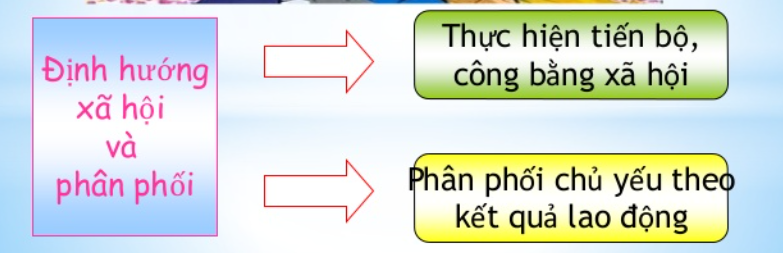 Định hướng
xã hội
và
phân phối
Thực hiện tiến bộ,
công bằng xã hội
Phân phối chủ yếu theo
kết quả lao động